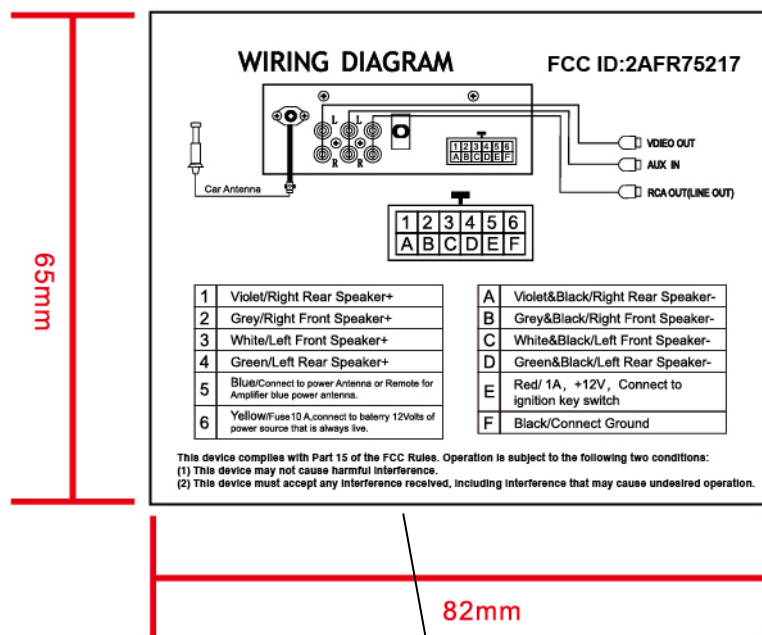 WIRING DIAGRAM
FCC ID:2AFR75217
L L
R R
1 2 3 4 5 6
A B C D E F
VDIEO OUT
AUX IN
RCA OUT(LINE OUT)
Car Antenna
1 2 3 4 5 6
A B C D E F
65mm
1 Violet/Right Rear Speaker+
2 Grey/Right Front Speaker+
3 White/Left Front Speaker+
4 Green/Left Rear Speaker+
5 Blue/Connect to power Antenna or Remote for
Amplifier blue power antenna.
6 Yellow/Fuse10 A,connect to baterry 12Volts of
power source that is always live.
A Violet&Black/Right Rear Speaker-
B Grey&Black/Right Front Speaker-
C White&Black/Left Front Speaker-
D Green&Black/Left Rear Speaker-
E Red/ 1A, +12V, Connect to
ignition key switch
F Black/Connect Ground
This device complies with Part 15 of the FCC Rules. Operation is subject to the following two conditions:
(1) This device may not cause harmful interference.
(2) This device must accept any interference received, including interference that may cause undesired operation.
82mm